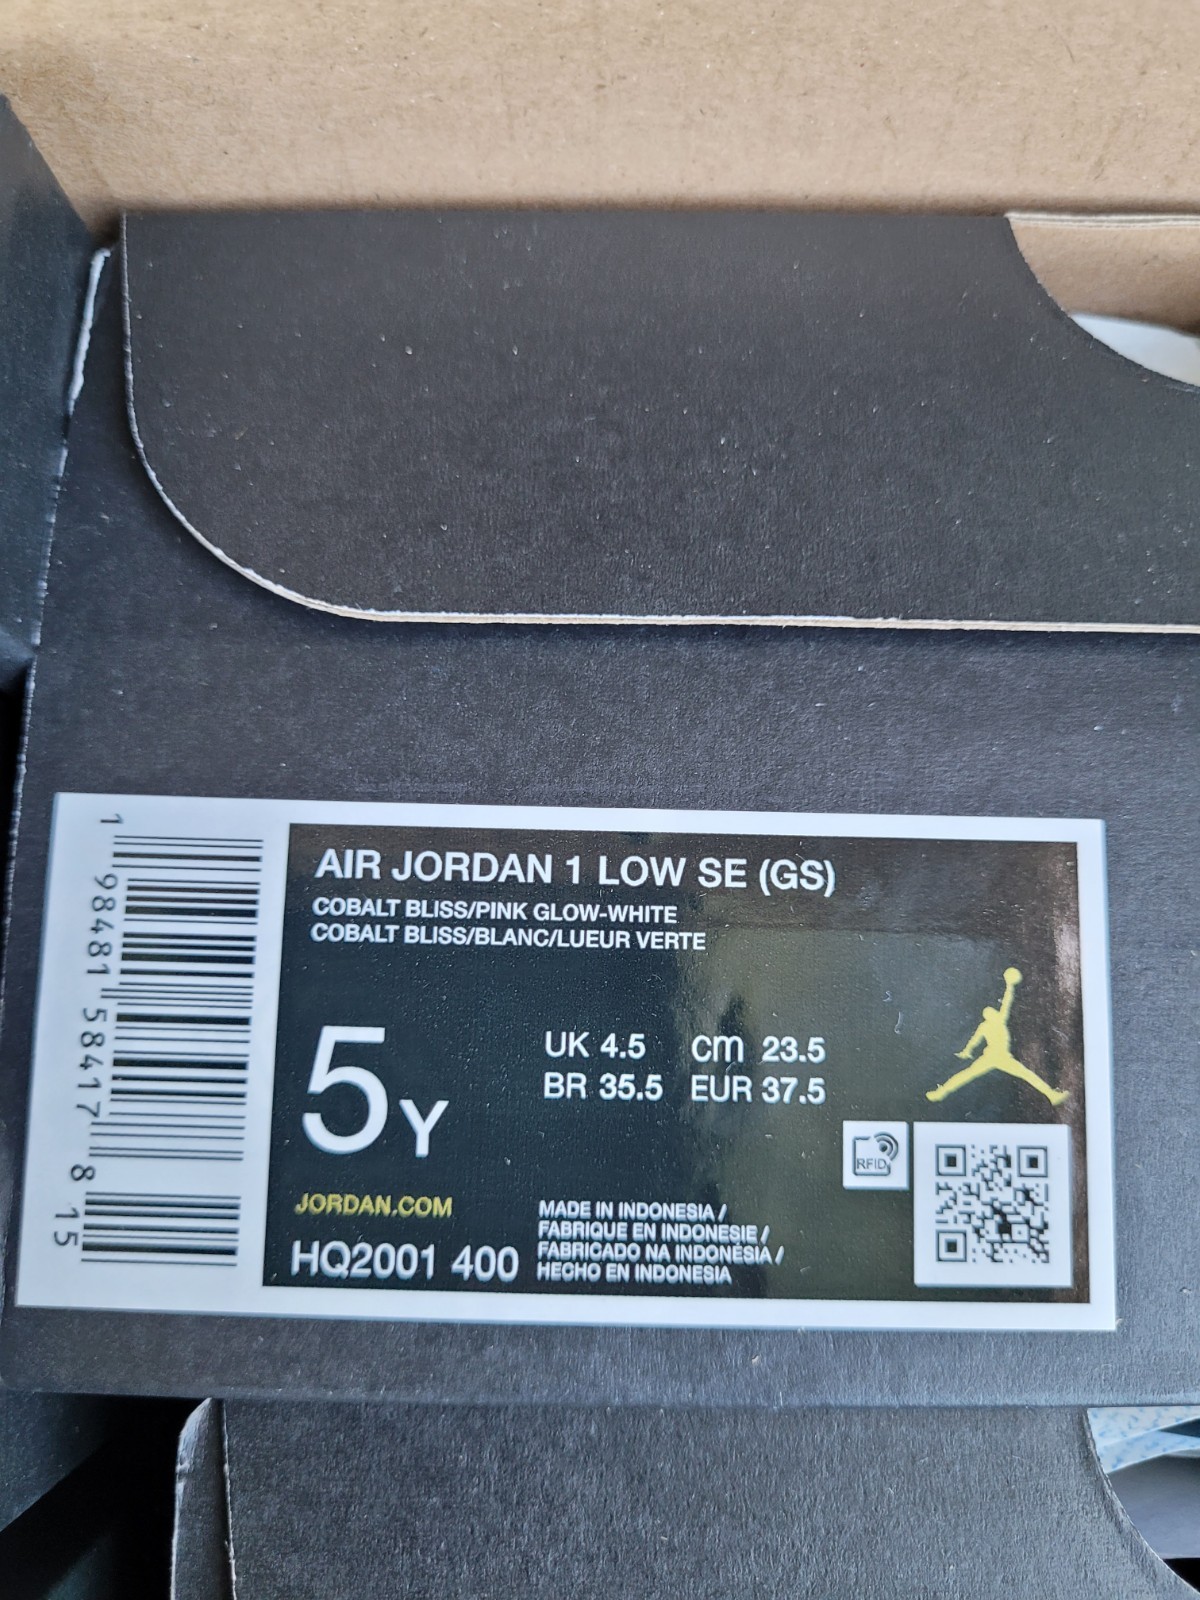 AIR JORDAN 1 LOW SE (GS)
COBALT BLISS/PINK GLOW-WHITE
COBALT BLISS/BLANC/LUEUR VERTE
5Y
UK 4.5 cm 23.5
BR 35.5 EUR 37.5
RFID
JORDAN.COM
HQ2001 400
MADE IN INDONESIA /
FABRIQUE EN INDONESIE /
FABRICADO NA INDONÉSIA /
HECHO EN INDONESIA
1 98481 58417 8 15